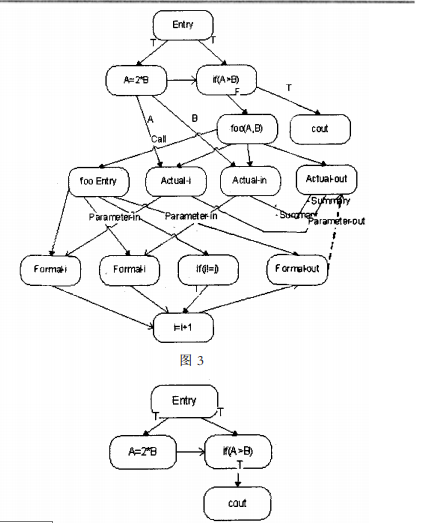 Entry
T T
A=2*B if(A>B)
F T
A B foo(A,B) cout
Call
foo Entry Actual-i Actual-in Actual-out
Summary
Parameter-in Parameter-in Summary Parameter-out
Formal-i Formal-i if(i!=j) Formal-out
T
i=i+1
图 3
Entry
T T
A=2*B if(A>B)
T
cout